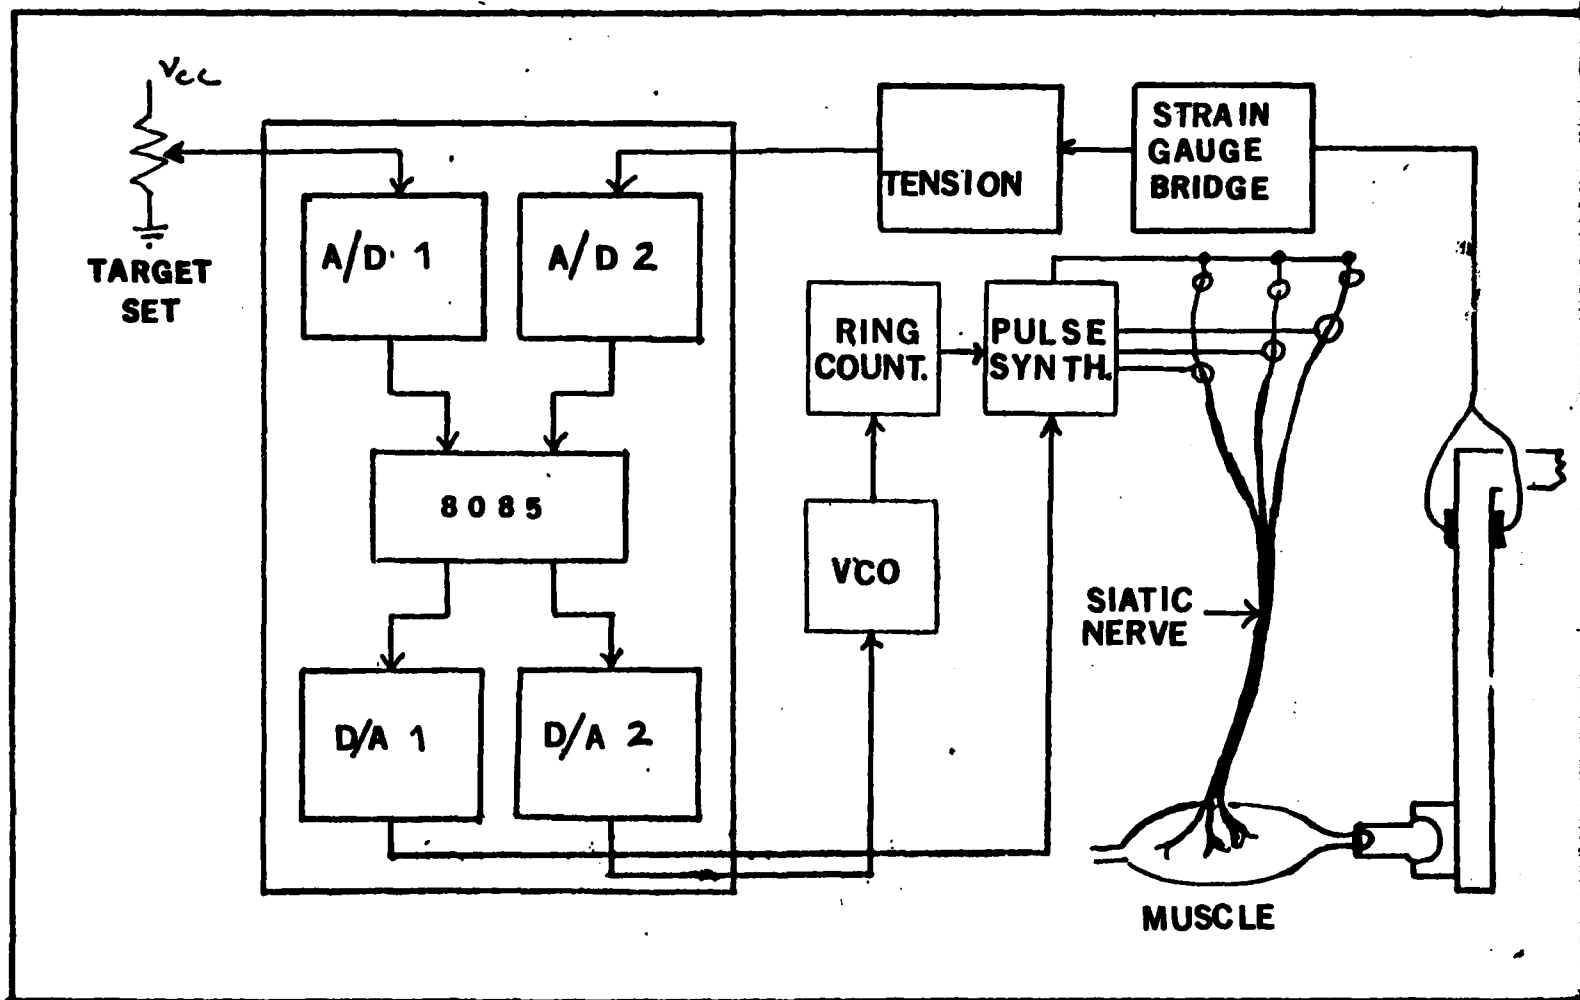 Vcc
TARGET
SET
A/D 1
A/D 2
TENSION
STRAIN
GAUGE
BRIDGE
RING
COUNT.
PULSE
SYNTH.
8085
VCO
SIATIC
NERVE
D/A 1
D/A 2
MUSCLE